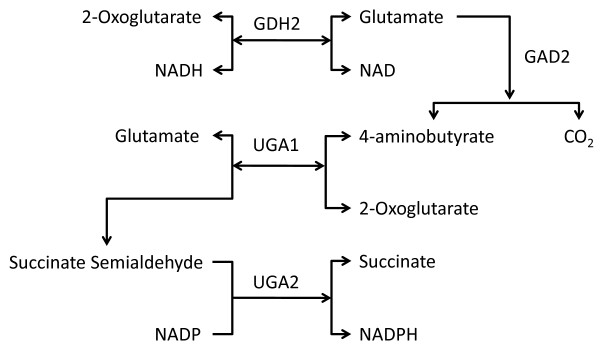 2-Oxoglutarate GDH2 Glutamate
GAD2
NADH NAD
Glutamate UGA1 4-aminobutyrate CO₂
2-Oxoglutarate
Succinate Semialdehyde UGA2 Succinate
NADP NADPH